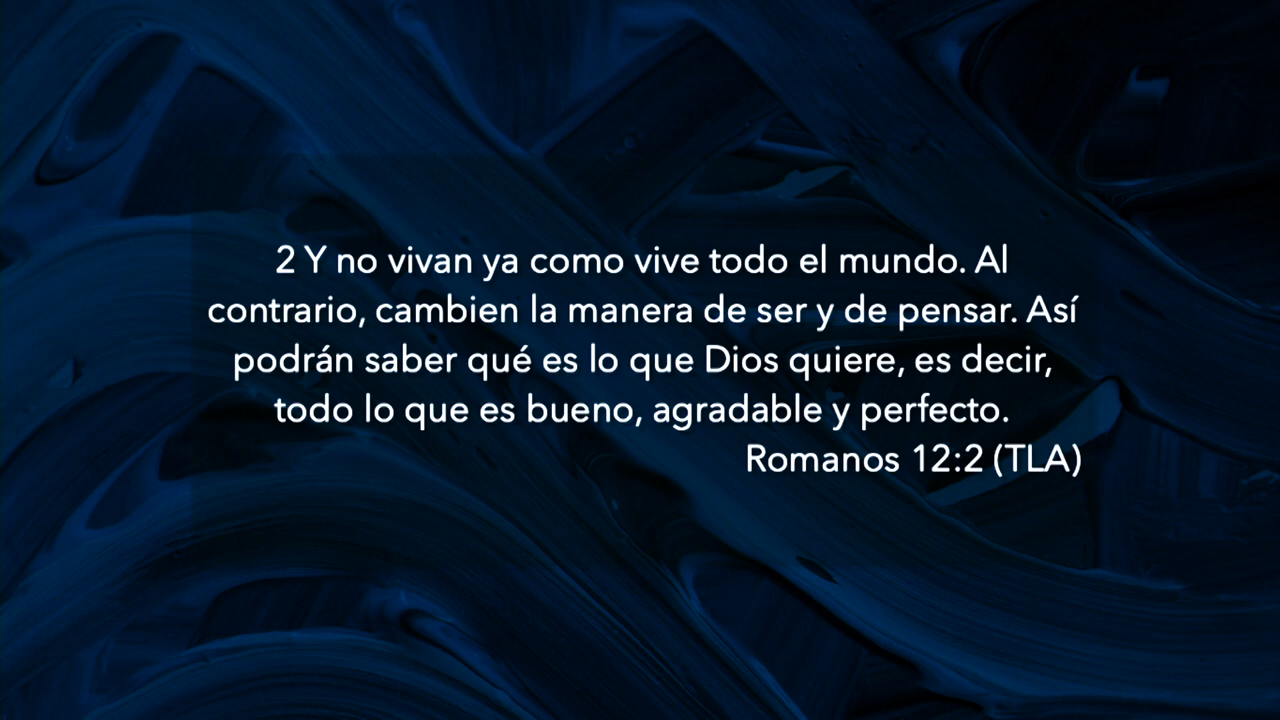 2 Y no vivan ya como vive todo el mundo. Al
contrario, cambien la manera de ser y de pensar. Así
podrán saber qué es lo que Dios quiere, es decir,
todo lo que es bueno, agradable y perfecto.
Romanos 12:2 (TLA)